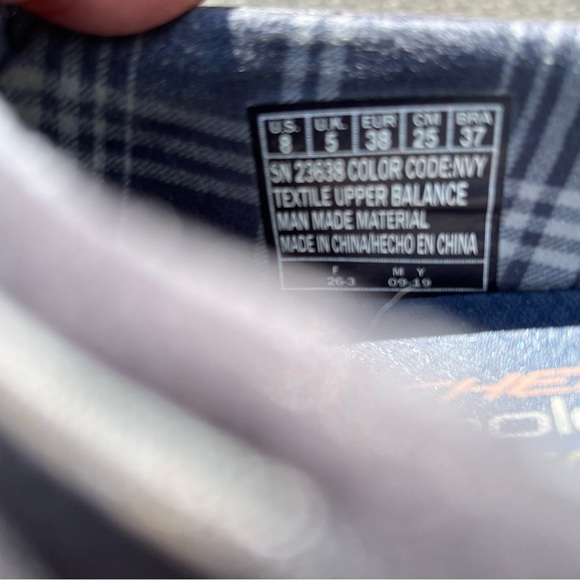 U.S. U.K. EUR CM BRA
8 5 38 25 37
SN 23638 COLOR CODE:NVY
TEXTILE UPPER BALANCE
MAN MADE MATERIAL
MADE IN CHINA/HECHO EN CHINA
F M Y
26-3 09-19